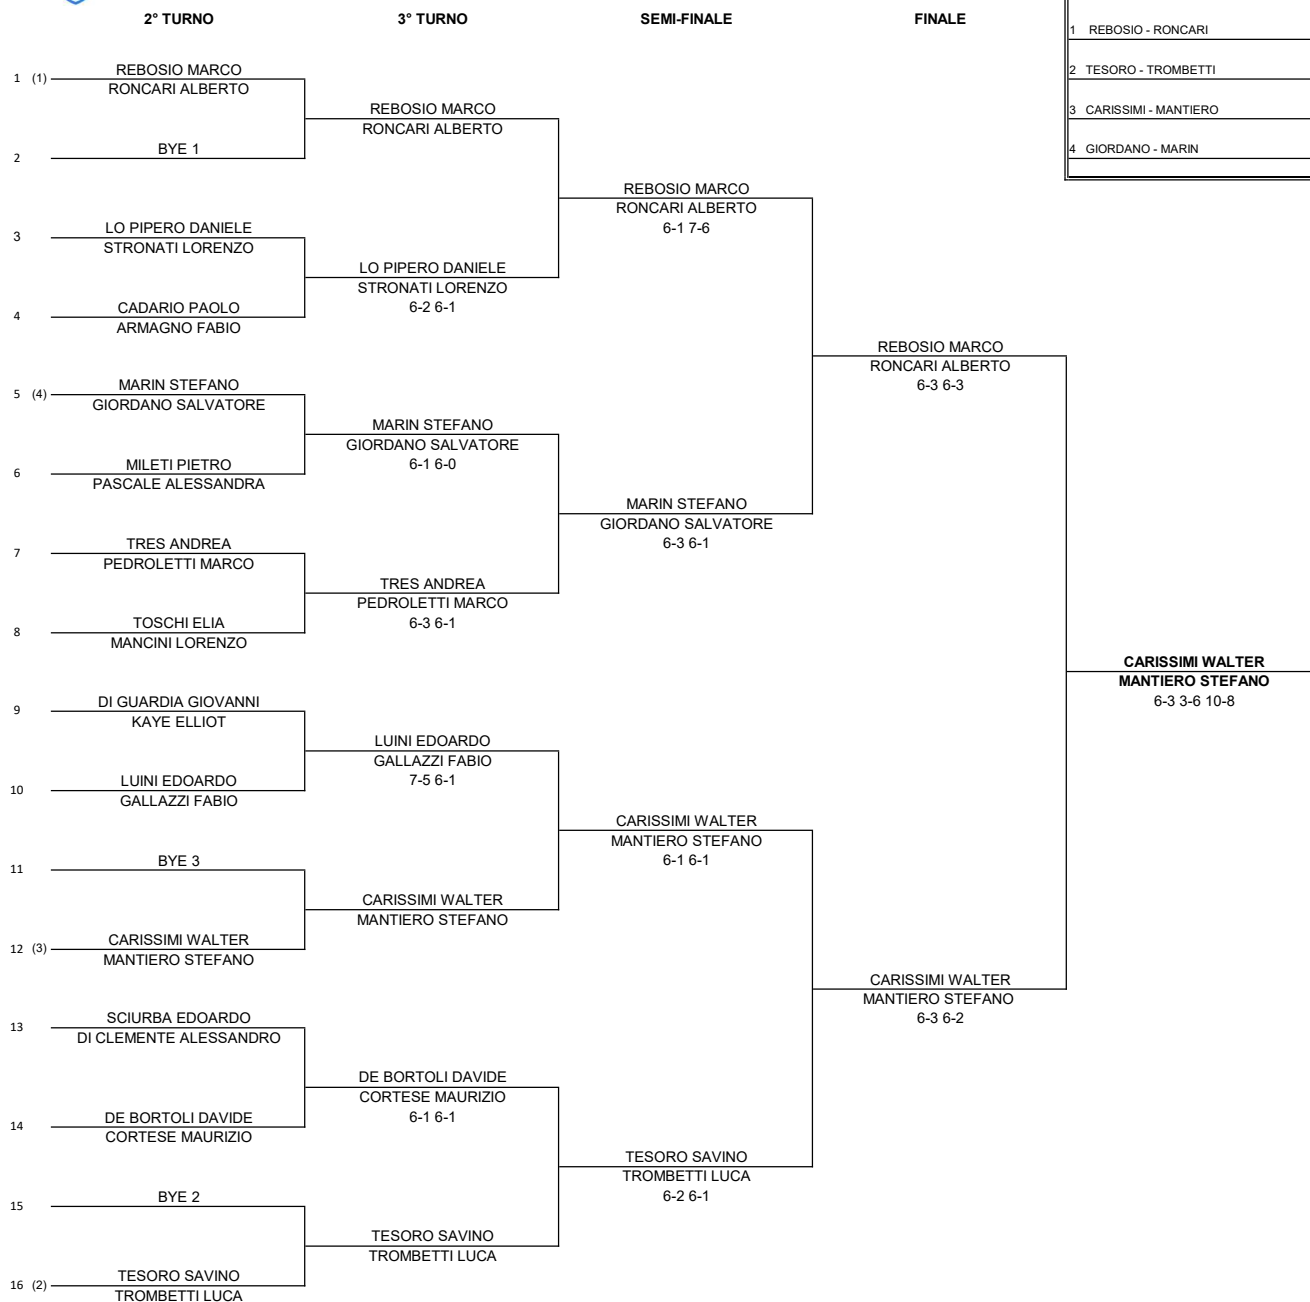 2° TURNO
3° TURNO
SEMI-FINALE
FINALE
1 REBOSIO - RONCARI
2 TESORO - TROMBETTI
3 CARISSIMI - MANTIERO
4 GIORDANO - MARIN
1 (1) REBOSIO MARCO
RONCARI ALBERTO
2 BYE 1
3 LO PIPERO DANIELE
STRONATI LORENZO
4 CADARIO PAOLO
ARMAGNO FABIO
5 (4) MARIN STEFANO
GIORDANO SALVATORE
6 MILETI PIETRO
PASCALE ALESSANDRA
7 TRES ANDREA
PEDROLETTI MARCO
8 TOSCHI ELIA
MANCINI LORENZO
9 DI GUARDIA GIOVANNI
KAYE ELLIOT
10 LUINI EDOARDO
GALLAZZI FABIO
11 BYE 3
12 (3) CARISSIMI WALTER
MANTIERO STEFANO
13 SCIURBA EDOARDO
DI CLEMENTE ALESSANDRO
14 DE BORTOLI DAVIDE
CORTESE MAURIZIO
15 BYE 2
16 (2) TESORO SAVINO
TROMBETTI LUCA
REBOSIO MARCO
RONCARI ALBERTO
LO PIPERO DANIELE
STRONATI LORENZO
6-2 6-1
MARIN STEFANO
GIORDANO SALVATORE
6-1 6-0
TRES ANDREA
PEDROLETTI MARCO
6-3 6-1
LUINI EDOARDO
GALLAZZI FABIO
7-5 6-1
CARISSIMI WALTER
MANTIERO STEFANO
DE BORTOLI DAVIDE
CORTESE MAURIZIO
6-1 6-1
TESORO SAVINO
TROMBETTI LUCA
REBOSIO MARCO
RONCARI ALBERTO
6-1 7-6
MARIN STEFANO
GIORDANO SALVATORE
6-3 6-1
CARISSIMI WALTER
MANTIERO STEFANO
6-1 6-1
TESORO SAVINO
TROMBETTI LUCA
6-2 6-1
REBOSIO MARCO
RONCARI ALBERTO
6-3 6-3
CARISSIMI WALTER
MANTIERO STEFANO
6-3 6-2
CARISSIMI WALTER
MANTIERO STEFANO
6-3 3-6 10-8